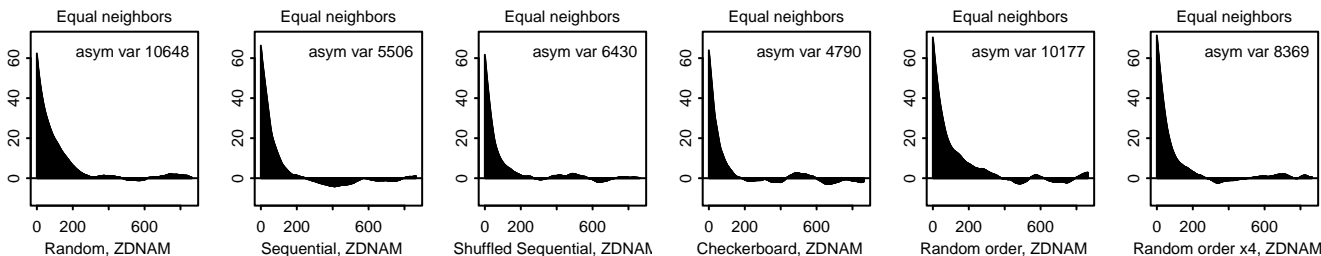 Equal neighbors
asym var 10648
60
40
20
0
0 200 600
Random, ZDNAM
Equal neighbors
asym var 5506
60
40
20
0
0 200 600
Sequential, ZDNAM
Equal neighbors
asym var 6430
60
40
20
0
0 200 600
Shuffled Sequential, ZDNAM
Equal neighbors
asym var 4790
60
40
20
0
0 200 600
Checkerboard, ZDNAM
Equal neighbors
asym var 10177
60
40
20
0
0 200 600
Random order, ZDNAM
Equal neighbors
asym var 8369
60
40
20
0
0 200 600
Random order x4, ZDNAM